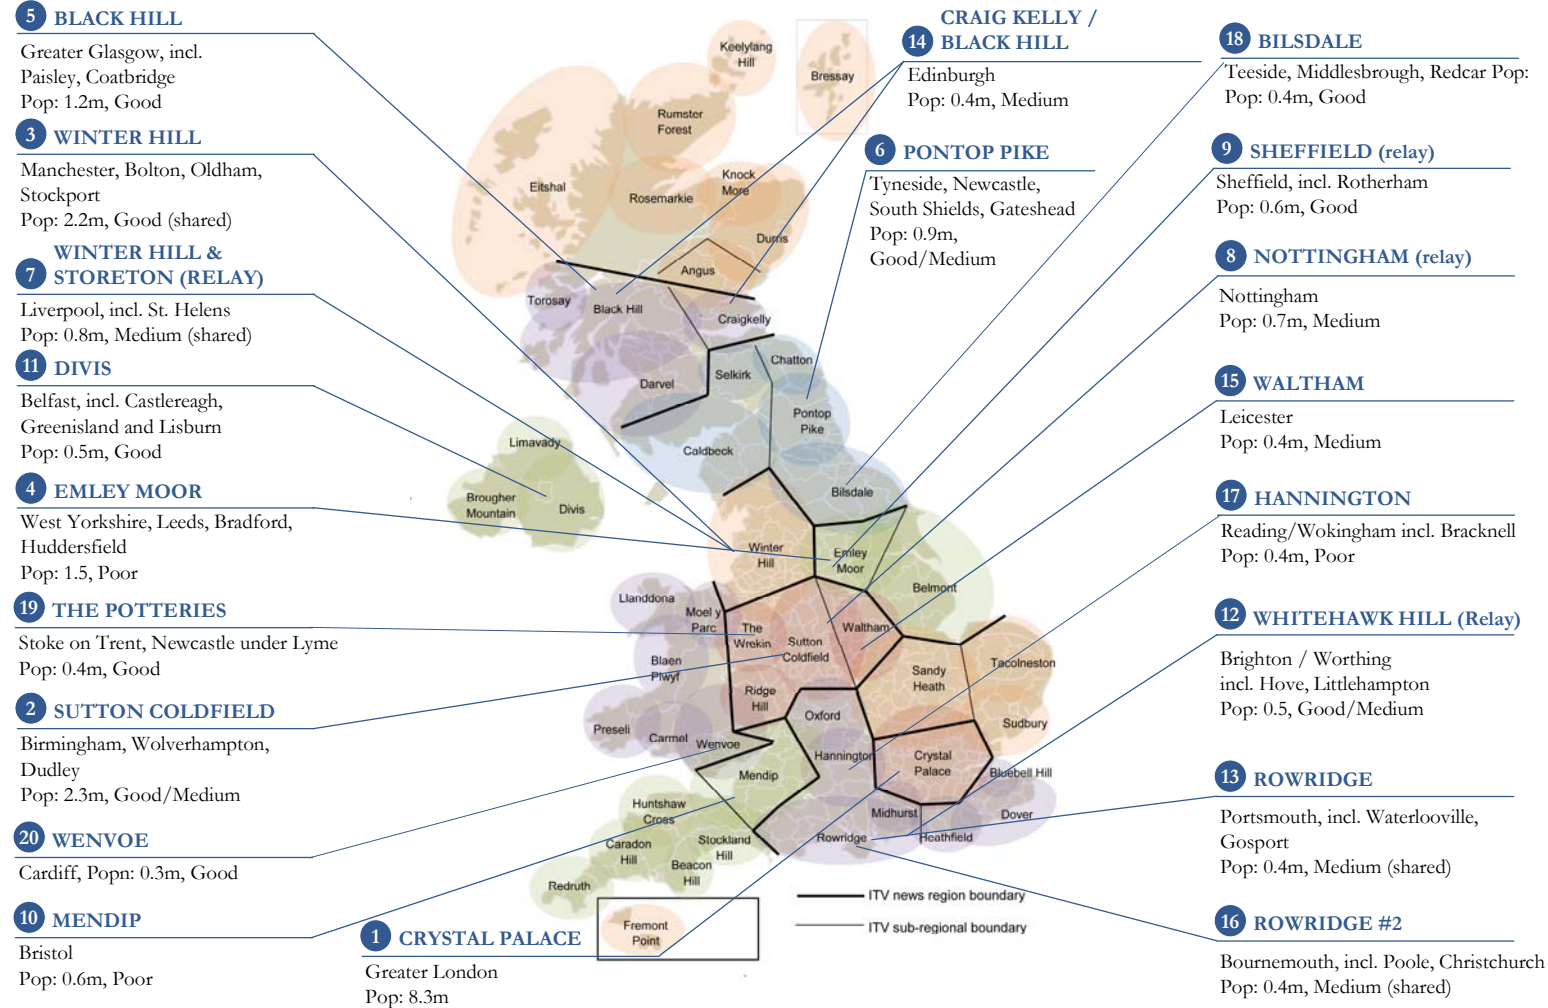 5 BLACK HILL
Greater Glasgow, incl.
Paisley, Coatbridge
Pop: 1.2m, Good
3 WINTER HILL
Manchester, Bolton, Oldham,
Stockport
Pop: 2.2m, Good (shared)
7 WINTER HILL &
STORETON (RELAY)
Liverpool, incl. St. Helens
Pop: 0.8m, Medium (shared)
11 DIVIS
Belfast, incl. Castlereagh,
Greenisland and Lisburn
Pop: 0.5m, Good
4 EMLEY MOOR
West Yorkshire, Leeds, Bradford,
Huddersfield
Pop: 1.5, Poor
19 THE POTTERIES
Stoke on Trent, Newcastle under Lyme
Pop: 0.4m, Good
2 SUTTON COLDFIELD
Birmingham, Wolverhampton,
Dudley
Pop: 2.3m, Good/Medium
20 WENVOE
Cardiff, Popn: 0.3m, Good
10 MENDIP
Bristol
Pop: 0.6m, Poor
1 CRYSTAL PALACE
Greater London
Pop: 8.3m
14 CRAIG KELLY /
BLACK HILL
Edinburgh
Pop: 0.4m, Medium
6 PONTOP PIKE
Tyneside, Newcastle,
South Shields, Gateshead
Pop: 0.9m,
Good/Medium
18 BILSDALE
Teeside, Middlesbrough, Redcar Pop:
Pop: 0.4m, Good
9 SHEFFIELD (relay)
Sheffield, incl. Rotherham
Pop: 0.6m, Good
8 NOTTINGHAM (relay)
Nottingham
Pop: 0.7m, Medium
15 WALTHAM
Leicester
Pop: 0.4m, Medium
17 HANNINGTON
Reading/Wokingham incl. Bracknell
Pop: 0.4m, Poor
12 WHITEHAWK HILL (Relay)
Brighton / Worthing
incl. Hove, Littlehampton
Pop: 0.5, Good/Medium
13 ROWRIDGE
Portsmouth, incl. Waterlooville,
Gosport
Pop: 0.4m, Medium (shared)
16 ROWRIDGE #2
Bournemouth, incl. Poole, Christchurch
Pop: 0.4m, Medium (shared)
Keelylang
Hill
Bressay
Rumster
Forest
Eitshal
Rosemarkie
Knock
More
Durris
Angus
Torosay
Black Hill
Craigkelly
Chatton
Selkirk
Darvel
Pontop
Pike
Caldbeck
Limavady
Brougher
Mountain
Divis
Bilsdale
Winter
Hill
Emley
Moor
Belmont
Llanddona
Moel y
Parc
The
Wrekin
Sutton
Coldfield
Waltham
Blaen
Plwyf
Sandy
Heath
Tacolneston
Ridge
Hill
Oxford
Sudbury
Preseli
Carmel
Wenvoe
Hannington
Crystal
Palace
Mendip
Bluebell Hill
Huntshaw
Cross
Midhurst
Dover
Rowridge
Heathfield
Stockland
Hill
Caradon
Hill
Beacon
Hill
Redruth
Fremont
Point
ITV news region boundary
ITV sub-regional boundary